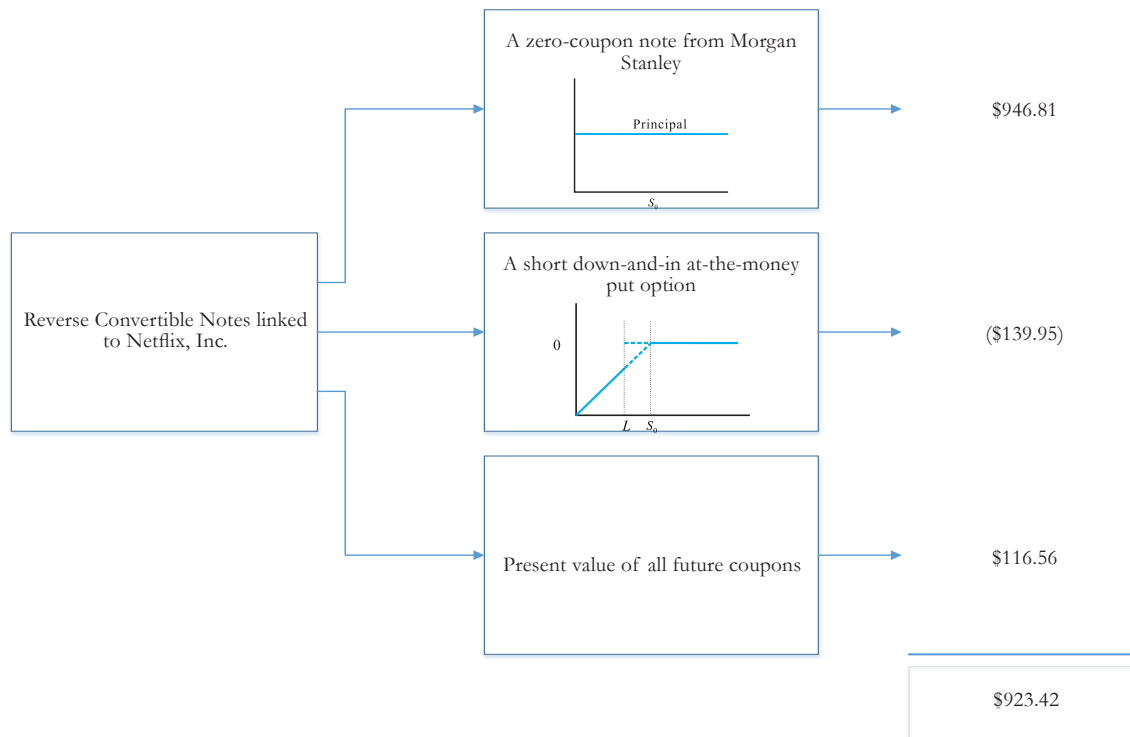 A zero-coupon note from Morgan
Stanley
Principal
S₀
$946.81
Reverse Convertible Notes linked
to Netflix, Inc.
A short down-and-in at-the-money
put option
0
L S₀
($139.95)
Present value of all future coupons
$116.56
$923.42